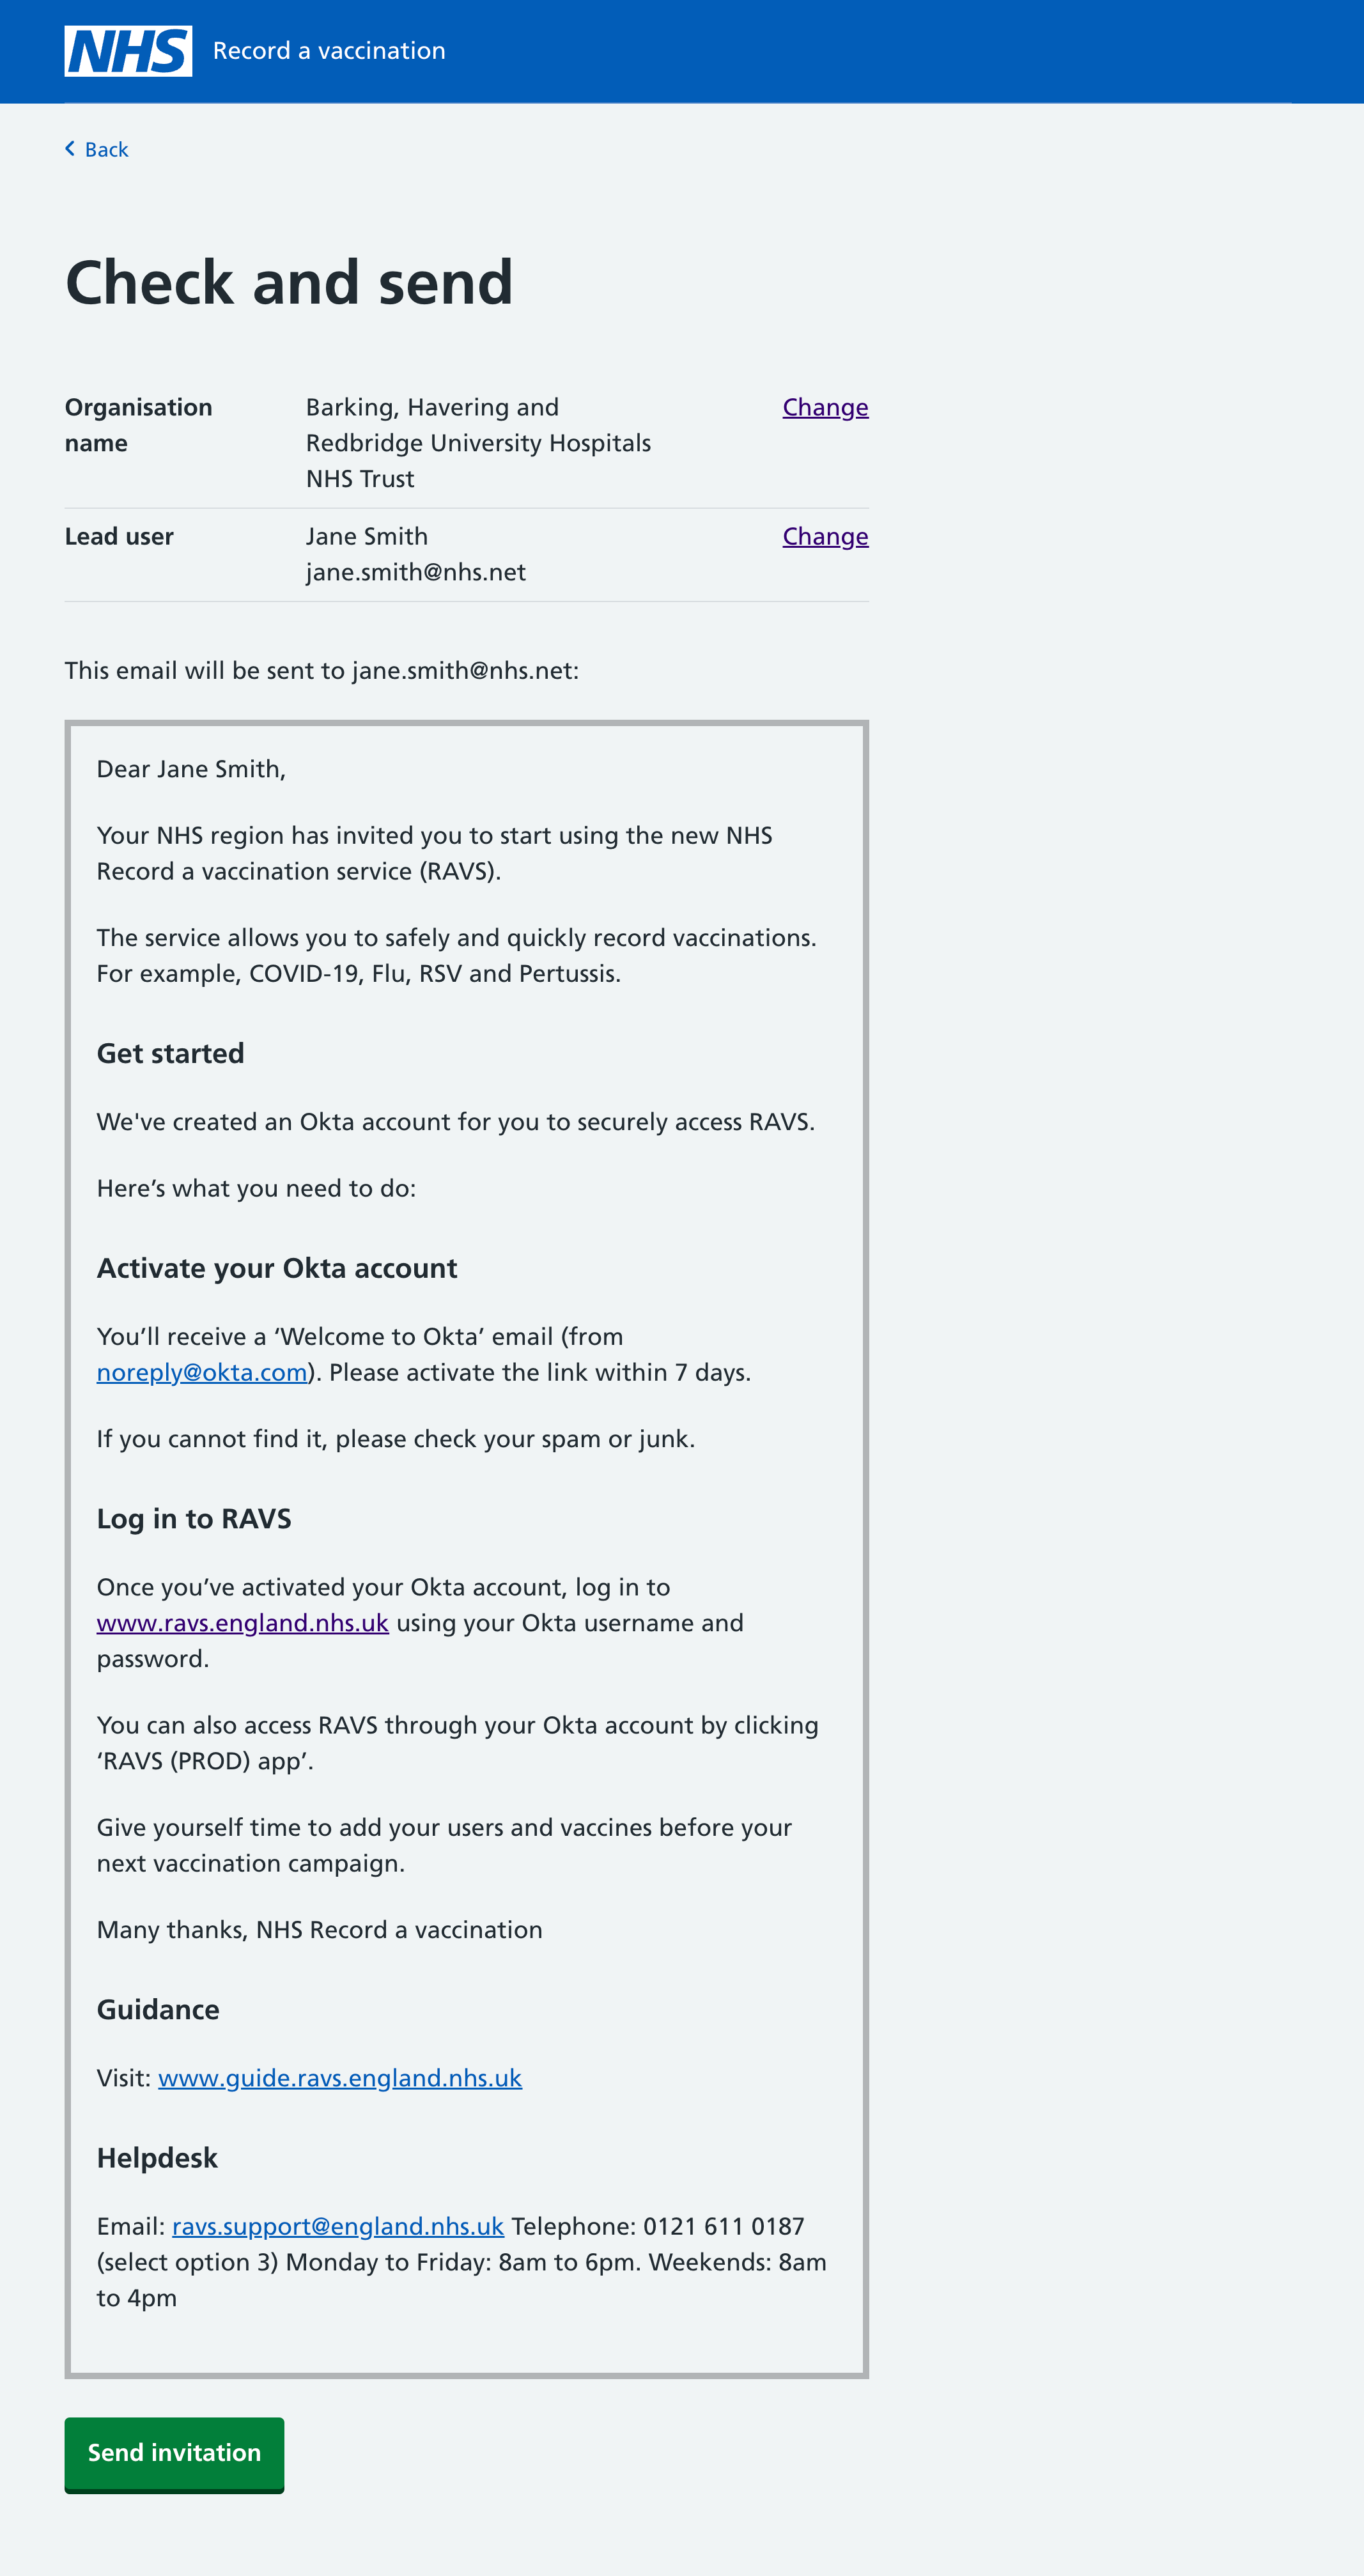 NHS Record a vaccination
Back
Check and send
Organisation name
Barking, Havering and
Redbridge University Hospitals
NHS Trust
Change
Lead user
Jane Smith
jane.smith@nhs.net
Change
This email will be sent to jane.smith@nhs.net:
Dear Jane Smith,
Your NHS region has invited you to start using the new NHS
Record a vaccination service (RAVS).
The service allows you to safely and quickly record vaccinations.
For example, COVID-19, Flu, RSV and Pertussis.
Get started
We've created an Okta account for you to securely access RAVS.
Here’s what you need to do:
Activate your Okta account
You’ll receive a ‘Welcome to Okta’ email (from
noreply@okta.com). Please activate the link within 7 days.
If you cannot find it, please check your spam or junk.
Log in to RAVS
Once you’ve activated your Okta account, log in to
www.ravs.england.nhs.uk using your Okta username and
password.
You can also access RAVS through your Okta account by clicking
‘RAVS (PROD) app’.
Give yourself time to add your users and vaccines before your
next vaccination campaign.
Many thanks, NHS Record a vaccination
Guidance
Visit: www.guide.ravs.england.nhs.uk
Helpdesk
Email: ravs.support@england.nhs.uk Telephone: 0121 611 0187
(select option 3) Monday to Friday: 8am to 6pm. Weekends: 8am
to 4pm
Send invitation